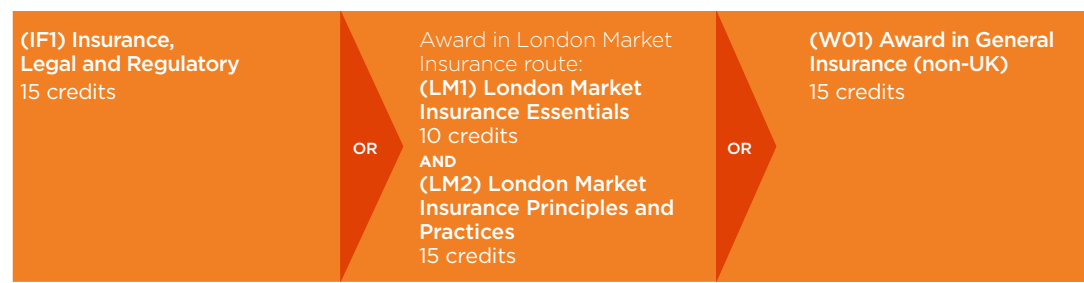 (IF1) Insurance,
Legal and Regulatory
15 credits
OR
Award in London Market
Insurance route:
(LM1) London Market
Insurance Essentials
10 credits
AND
(LM2) London Market
Insurance Principles and
Practices
15 credits
OR
(W01) Award in General
Insurance (non-UK)
15 credits